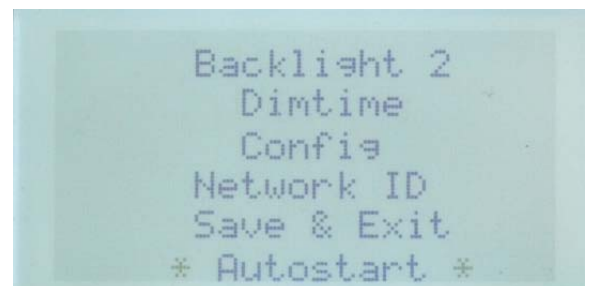 Backlight 2
Dimtime
Config
Network ID
Save & Exit
* Autostart *